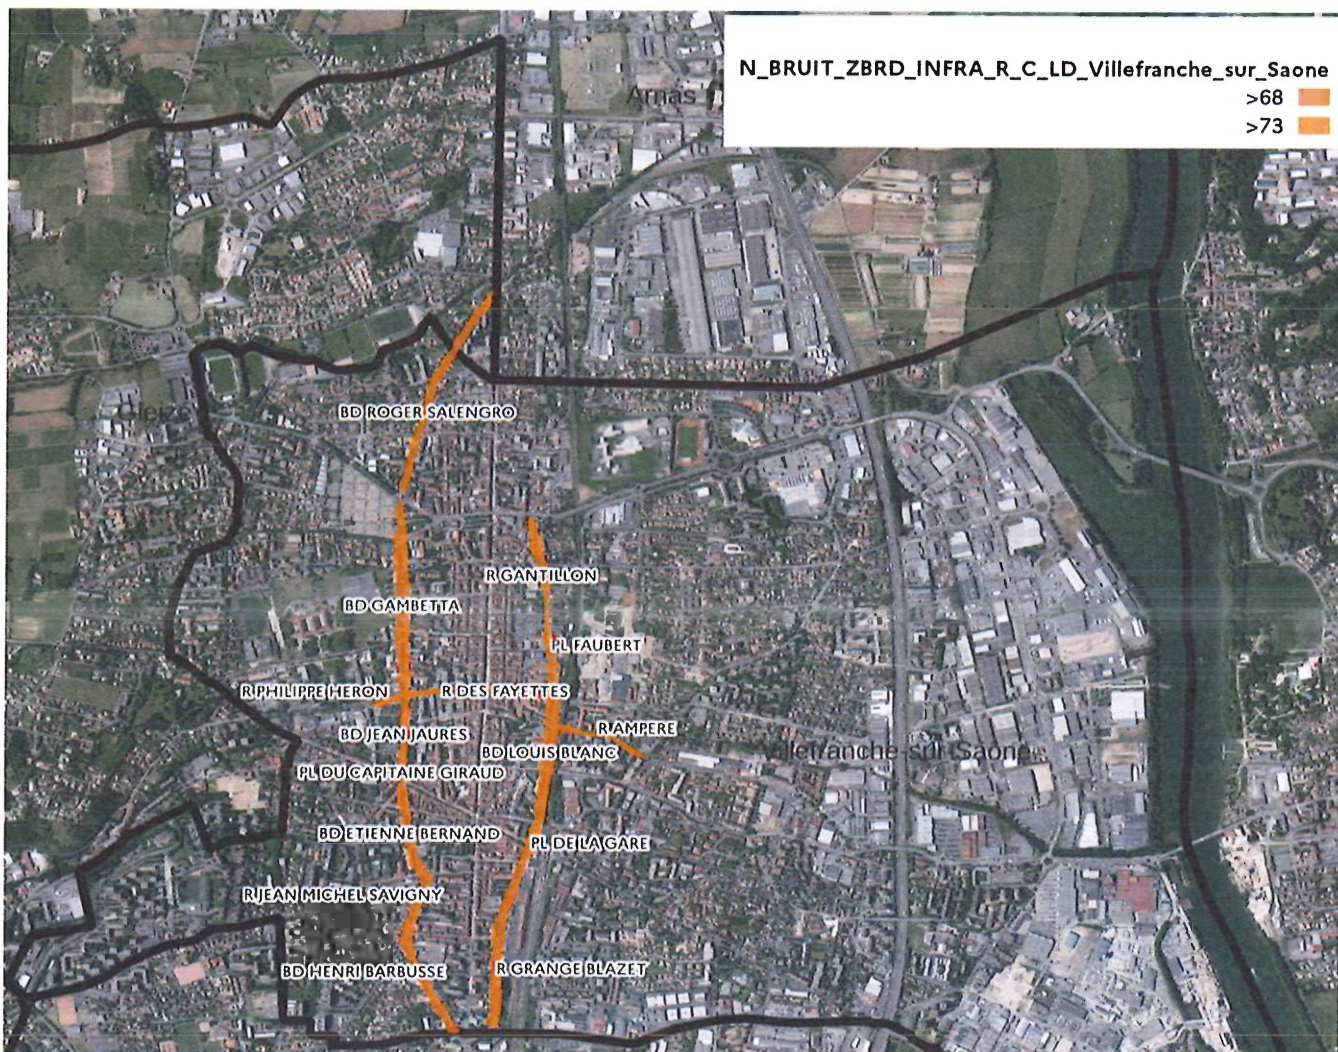 N_BRUIT_ZBRD_INFRA_R_C_LD_Villefranche_sur_Saone
>68
>73
Arnas
Gleizé
BD ROGER SALENGRO
R GANTILLON
BD GAMBETTA
PL FAUBERT
R PHILIPPE HERON
R DES FAYETTES
R AMPERE
BD JEAN JAURES
BD LOUIS BLANC
Villefranche-sur-Saône
PL DU CAPITAINE GIRAUD
BD ETIENNE BERNAND
PL DE LA GARE
R JEAN MICHEL SAVIGNY
BD HENRI BARBUSSE
R GRANGE BLAZET